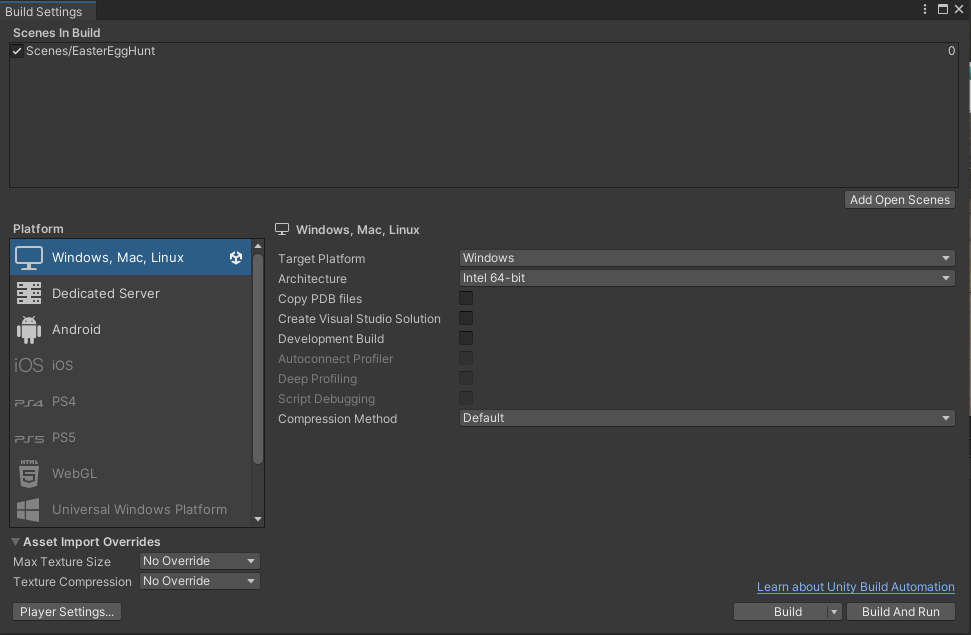 Build Settings
Scenes In Build
Scenes/EasterEggHunt 0
Add Open Scenes
Platform
Windows, Mac, Linux
Dedicated Server
Android
iOS iOS
PS4 PS4
PS5 PS5
HTML 5 WebGL
Universal Windows Platform
Windows, Mac, Linux
Target Platform Windows
Architecture Intel 64-bit
Copy PDB files
Create Visual Studio Solution
Development Build
Autoconnect Profiler
Deep Profiling
Script Debugging
Compression Method Default
Asset Import Overrides
Max Texture Size No Override
Texture Compression No Override
Player Settings...
Learn about Unity Build Automation
Build Build And Run